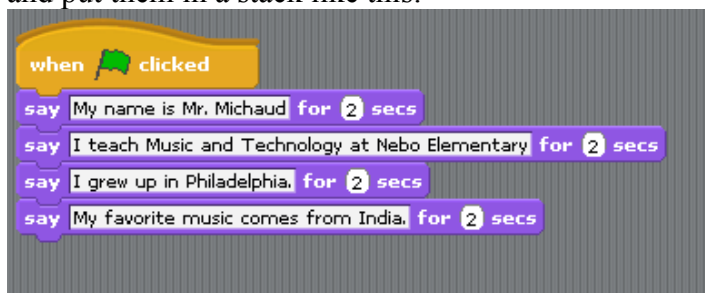 and put them in a stack like this:
when clicked
say My name is Mr. Michaud for 2 secs
say I teach Music and Technology at Nebo Elementary for 2 secs
say I grew up in Philadelphia. for 2 secs
say My favorite music comes from India. for 2 secs